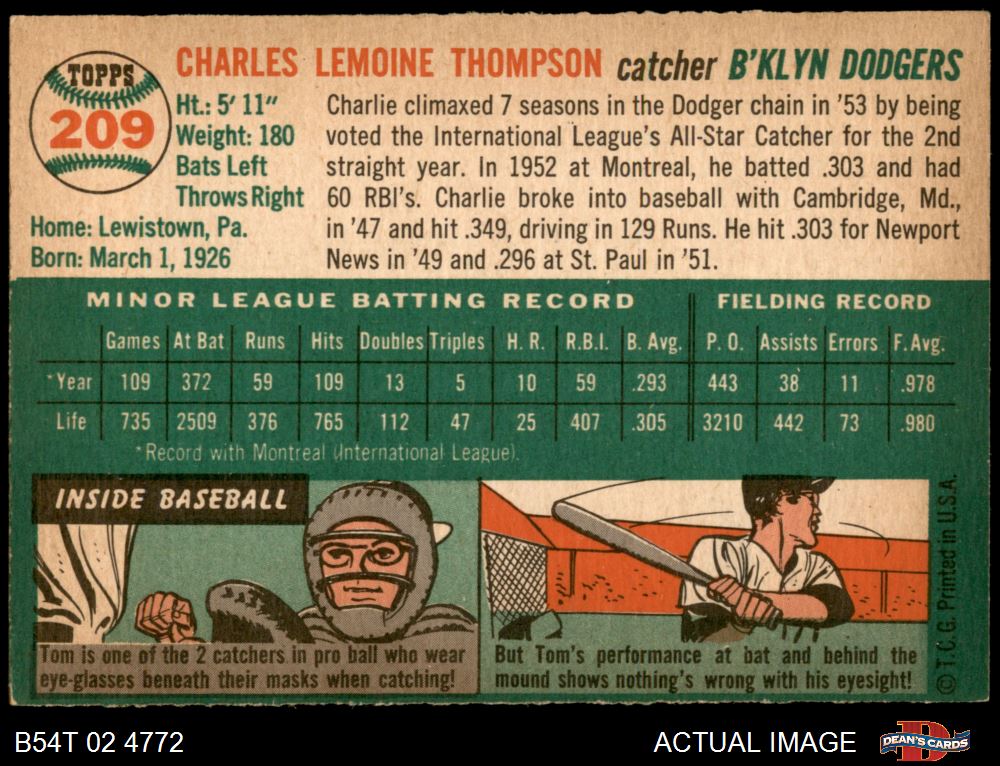 TOPPS
209
CHARLES LEMOINE THOMPSON catcher B'KLYN DODGERS
Ht.: 5' 11"
Weight: 180
Bats Left
Throws Right
Home: Lewistown, Pa.
Born: March 1, 1926
Charlie climaxed 7 seasons in the Dodger chain in '53 by being
voted the International League's All-Star Catcher for the 2nd
straight year. In 1952 at Montreal, he batted .303 and had
60 RBI's. Charlie broke into baseball with Cambridge, Md.,
in '47 and hit .349, driving in 129 Runs. He hit .303 for Newport
News in '49 and .296 at St. Paul in '51.
MINOR LEAGUE BATTING RECORD FIELDING RECORD
Games At Bat Runs Hits Doubles Triples H. R. R.B.I. B. Avg. P. O. Assists Errors F. Avg.
*Year 109 372 59 109 13 5 10 59 .293 443 38 11 .978
Life 735 2509 376 765 112 47 25 407 .305 3210 442 73 .980
*Record with Montreal (International League).
INSIDE BASEBALL
Tom is one of the 2 catchers in pro ball who wear
eye-glasses beneath their masks when catching!
But Tom's performance at bat and behind the
mound shows nothing's wrong with his eyesight!
© T.C.G. Printed in U.S.A.
B54T 02 4772
ACTUAL IMAGE
D
DEAN'S CARDS